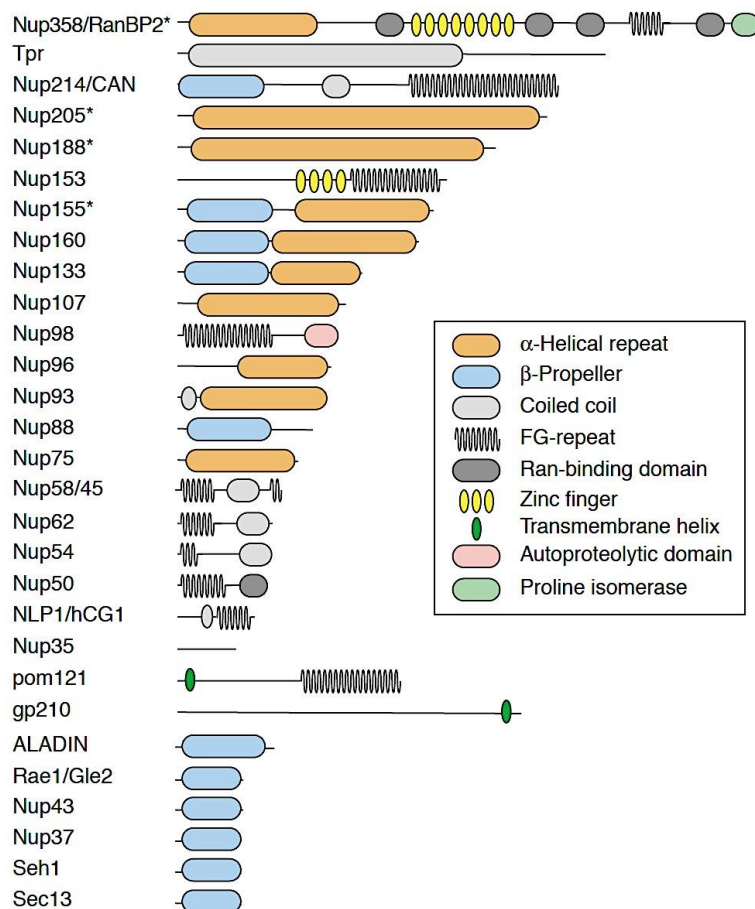 Nup358/RanBP2*
Tpr
Nup214/CAN
Nup205*
Nup188*
Nup153
Nup155*
Nup160
Nup133
Nup107
Nup98
Nup96
Nup93
Nup88
Nup75
Nup58/45
Nup62
Nup54
Nup50
NLP1/hCG1
Nup35
pom121
gp210
ALADIN
Rae1/Gle2
Nup43
Nup37
Seh1
Sec13
α-Helical repeat
β-Propeller
Coiled coil
FG-repeat
Ran-binding domain
Zinc finger
Transmembrane helix
Autoproteolytic domain
Proline isomerase